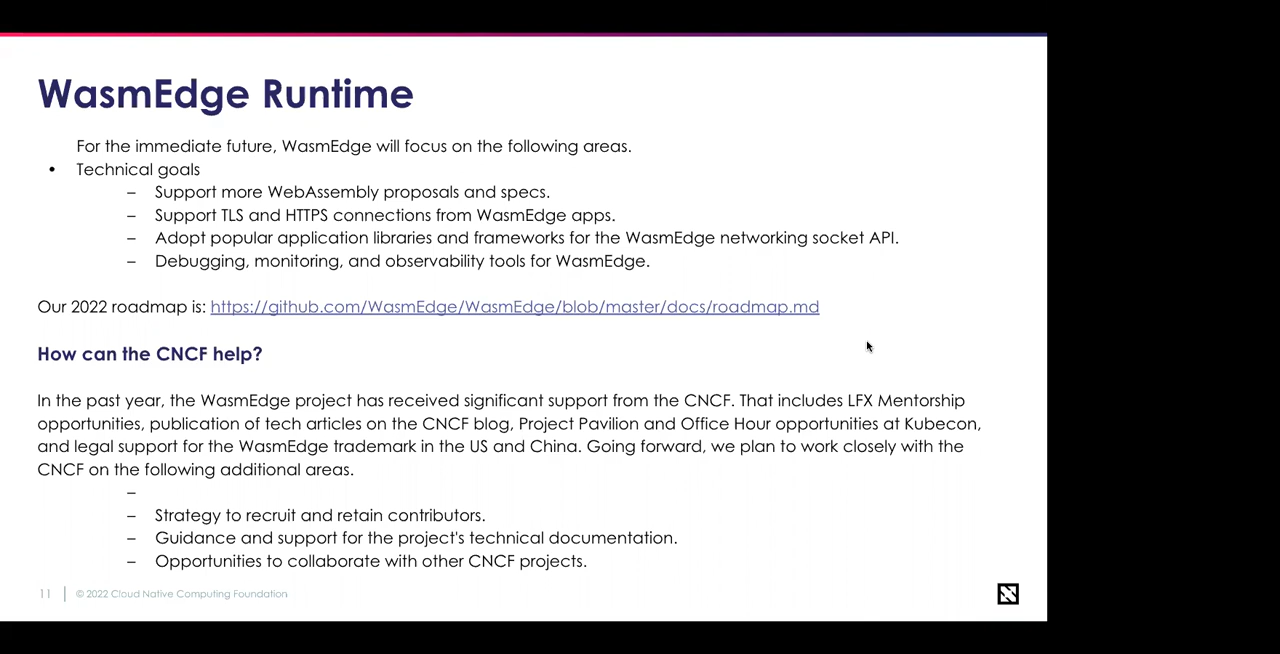 WasmEdge Runtime
For the immediate future, WasmEdge will focus on the following areas.
• Technical goals
– Support more WebAssembly proposals and specs.
– Support TLS and HTTPS connections from WasmEdge apps.
– Adopt popular application libraries and frameworks for the WasmEdge networking socket API.
– Debugging, monitoring, and observability tools for WasmEdge.
Our 2022 roadmap is: https://github.com/WasmEdge/WasmEdge/blob/master/docs/roadmap.md
How can the CNCF help?
In the past year, the WasmEdge project has received significant support from the CNCF. That includes LFX Mentorship
opportunities, publication of tech articles on the CNCF blog, Project Pavilion and Office Hour opportunities at Kubecon,
and legal support for the WasmEdge trademark in the US and China. Going forward, we plan to work closely with the
CNCF on the following additional areas.
–
– Strategy to recruit and retain contributors.
– Guidance and support for the project's technical documentation.
– Opportunities to collaborate with other CNCF projects.
11 | © 2022 Cloud Native Computing Foundation